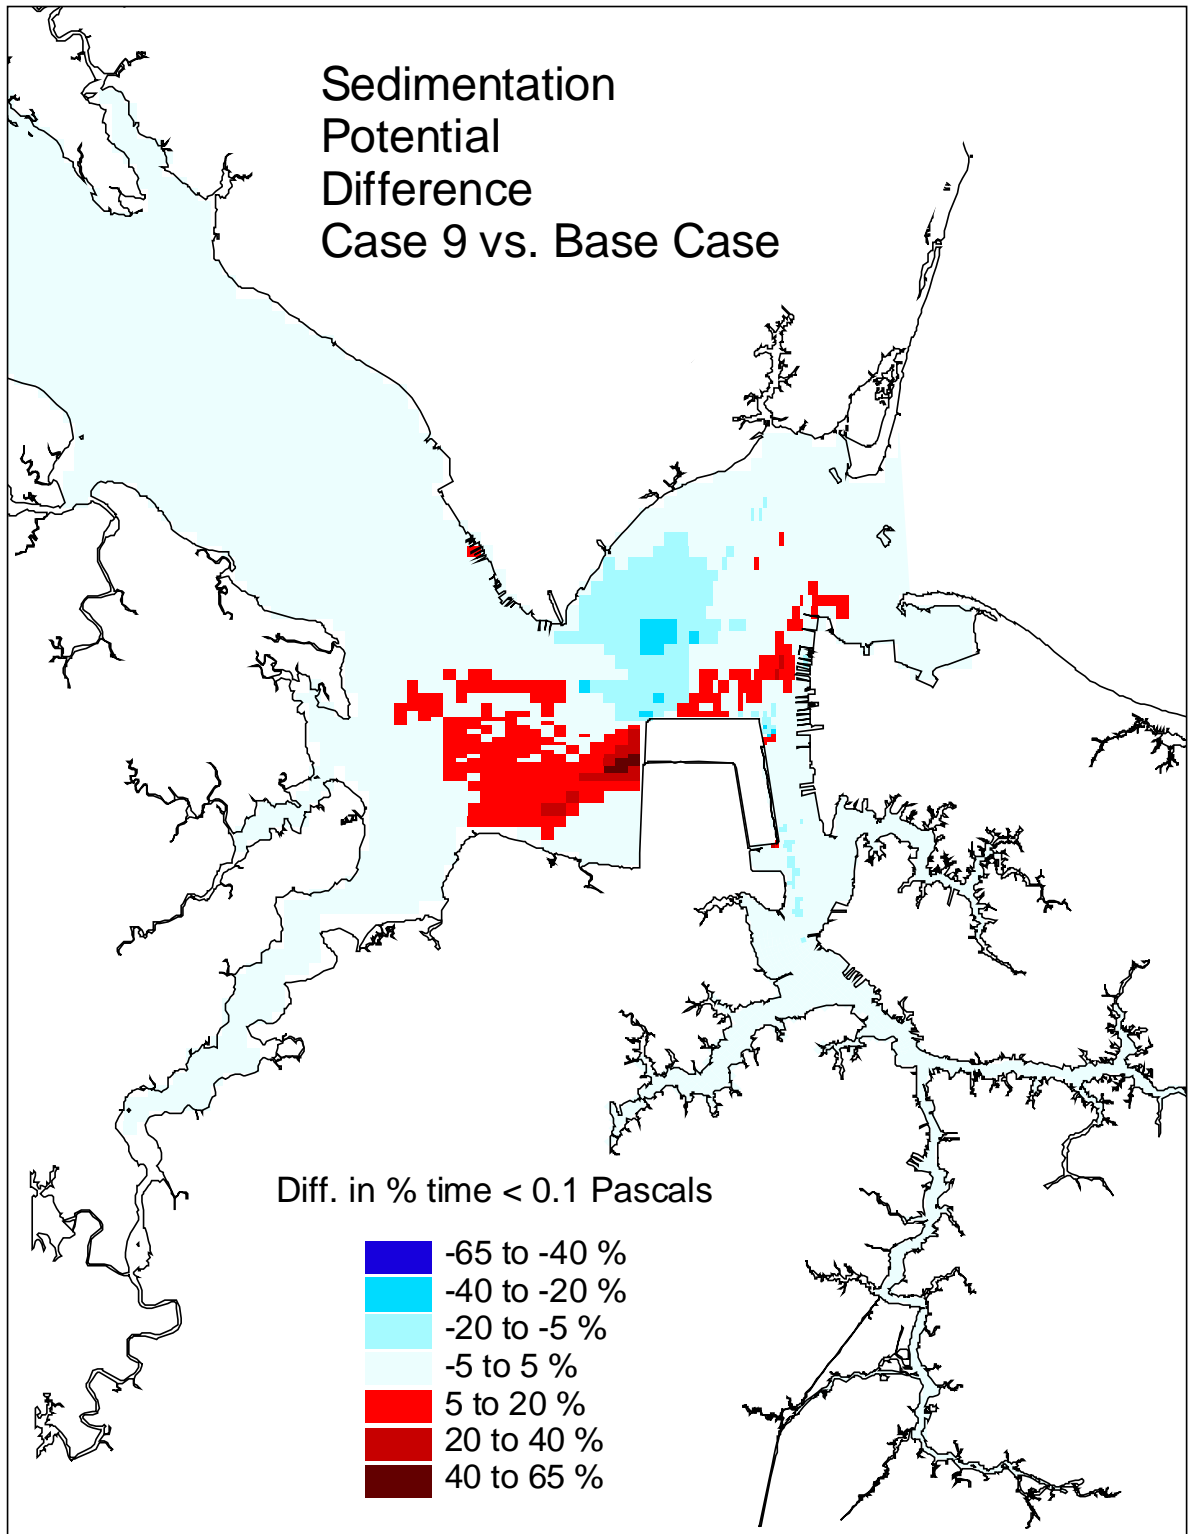 Sedimentation
Potential
Difference
Case 9 vs. Base Case
Diff. in % time < 0.1 Pascals
-65 to -40 %
-40 to -20 %
-20 to -5 %
-5 to 5 %
5 to 20 %
20 to 40 %
40 to 65 %